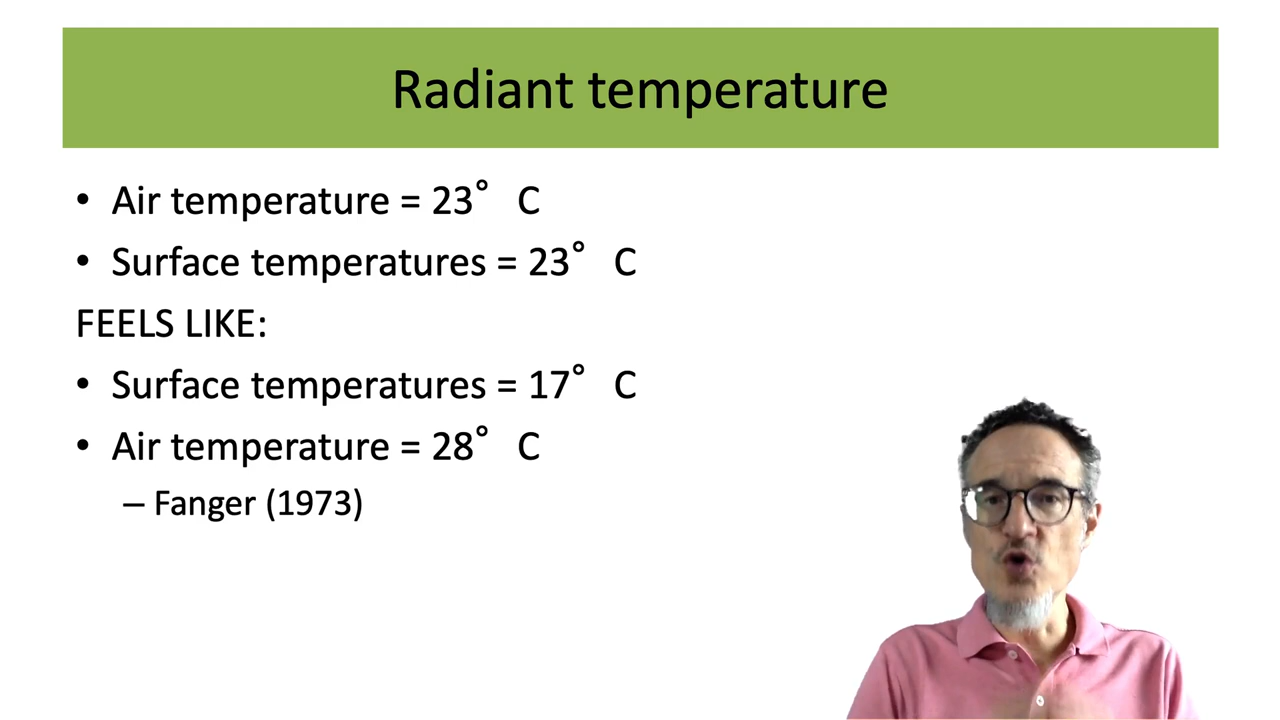 Radiant temperature
• Air temperature = 23° C
• Surface temperatures = 23° C
FEELS LIKE:
• Surface temperatures = 17° C
• Air temperature = 28° C
– Fanger (1973)